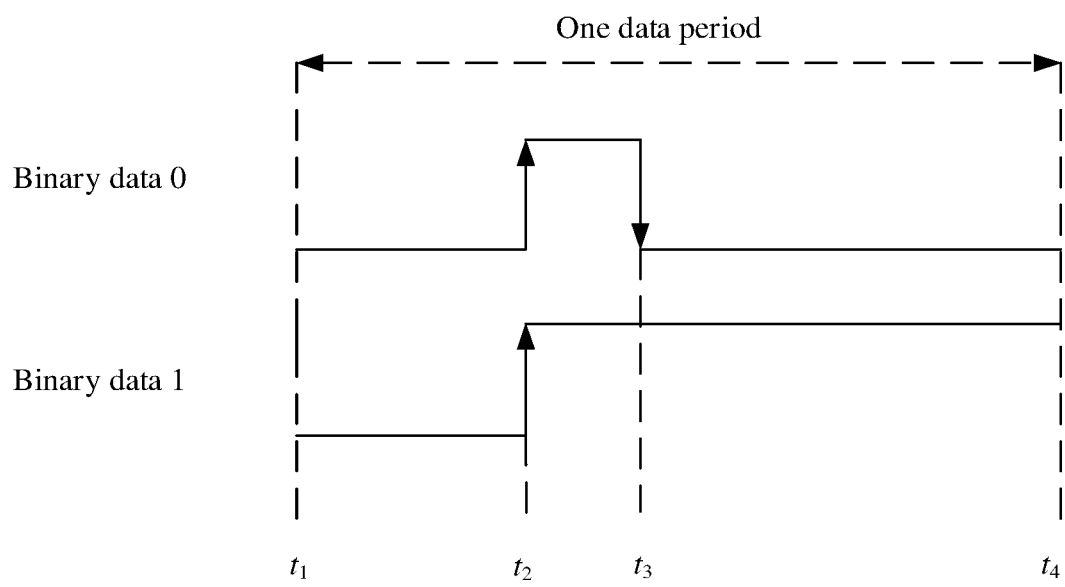 One data period
Binary data 0
Binary data 1
t₁ t₂ t₃ t₄